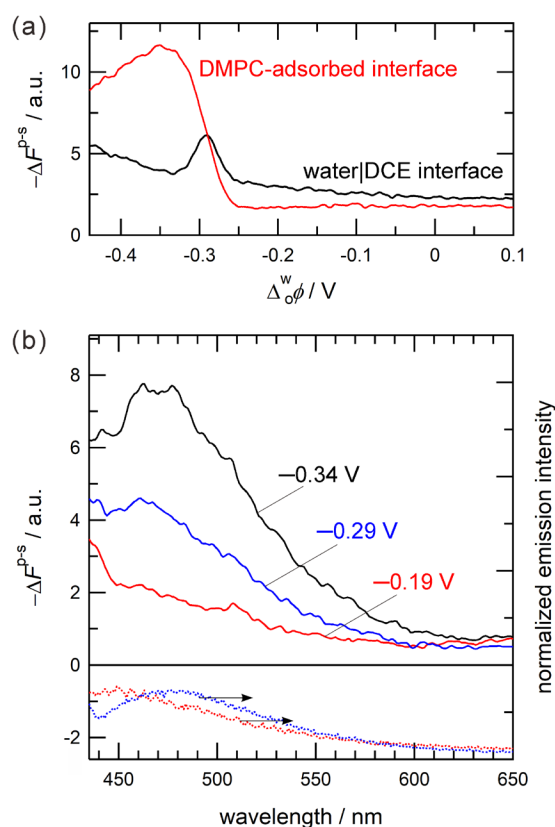 (a)
10
5
0
−ΔF^p-s / a.u.
DMPC-adsorbed interface
water|DCE interface
-0.4 -0.3 -0.2 -0.1 0 0.1
Δ^w_oϕ / V
(b)
8
6
4
2
0
-2
−ΔF^p-s / a.u.
normalized emission intensity
−0.34 V
−0.29 V
−0.19 V
450 500 550 600 650
wavelength / nm